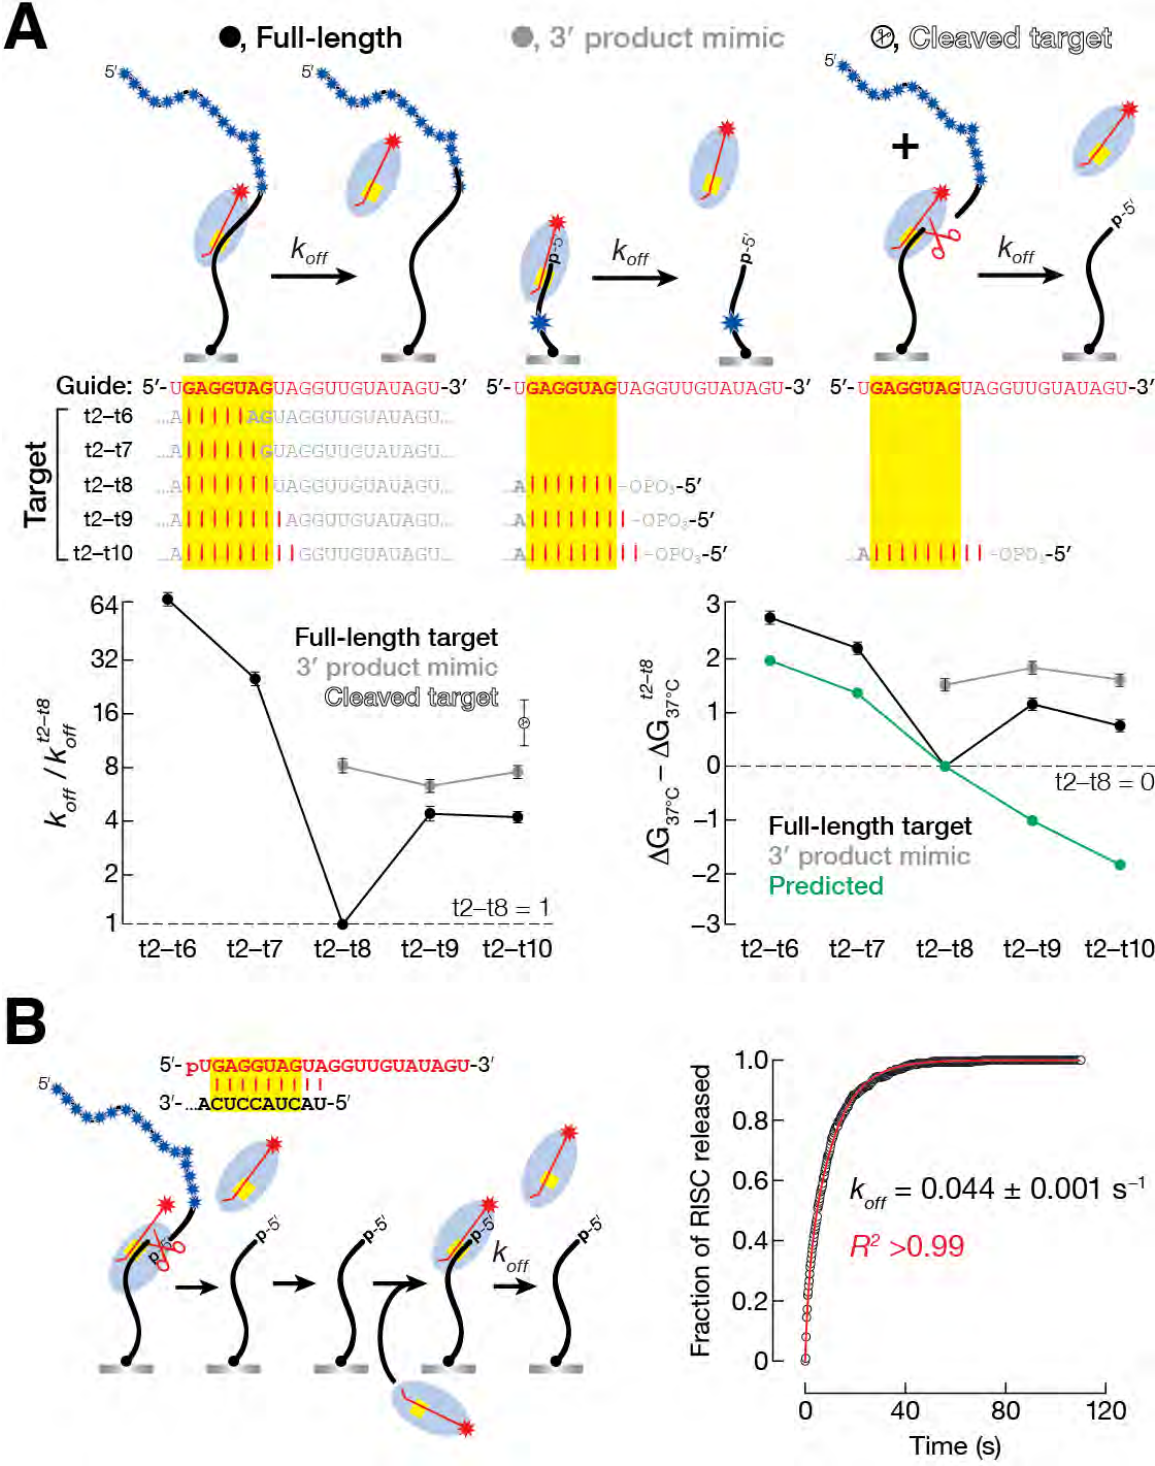 A
●, Full-length
●, 3′ product mimic
, Cleaved target
5′
5′
5′
+
p-5′
p-5′
p-5′
k_off
k_off
k_off
Guide: 5′-UGAGGUAGUAGGUUGUAUAGU-3′
5′-UGAGGUAGUAGGUUGUAUAGU-3′
5′-UGAGGUAGUAGGUUGUAUAGU-3′
Target
t2–t6 ...A|||||AGUAGGUUGUAUAGU...
t2–t7 ...A||||||GUAGGUUGUAUAGU...
t2–t8 ...A|||||||UAGGUUGUAUAGU... ...A|||||||-OPO₃-5′
t2–t9 ...A||||||||AGGUUGUAUAGU... ...A||||||||-OPO₃-5′
t2–t10 ...A|||||||||GGUUGUAUAGU... ...A|||||||||-OPO₃-5′ ...A|||||||||-OPO₃-5′
k_off / k_off^t2–t8
64
32
16
8
4
2
1
Full-length target
3′ product mimic
Cleaved target
t2–t8 = 1
t2–t6 t2–t7 t2–t8 t2–t9 t2–t10
ΔG37°C – ΔG37°C^t2–t8
3
2
1
0
–1
–2
–3
t2–t8 = 0
Full-length target
3′ product mimic
Predicted
t2–t6 t2–t7 t2–t8 t2–t9 t2–t10
B
5′-pUGAGGUAGUAGGUUGUAUAGU-3′
3′-...ACUCCAUCAU-5′
5′
p-5′
p-5′
p-5′
p-5′
p-5′
k_off
Fraction of RISC released
1.0
0.8
0.6
0.4
0.2
0
k_off = 0.044 ± 0.001 s⁻¹
R² >0.99
0 40 80 120
Time (s)